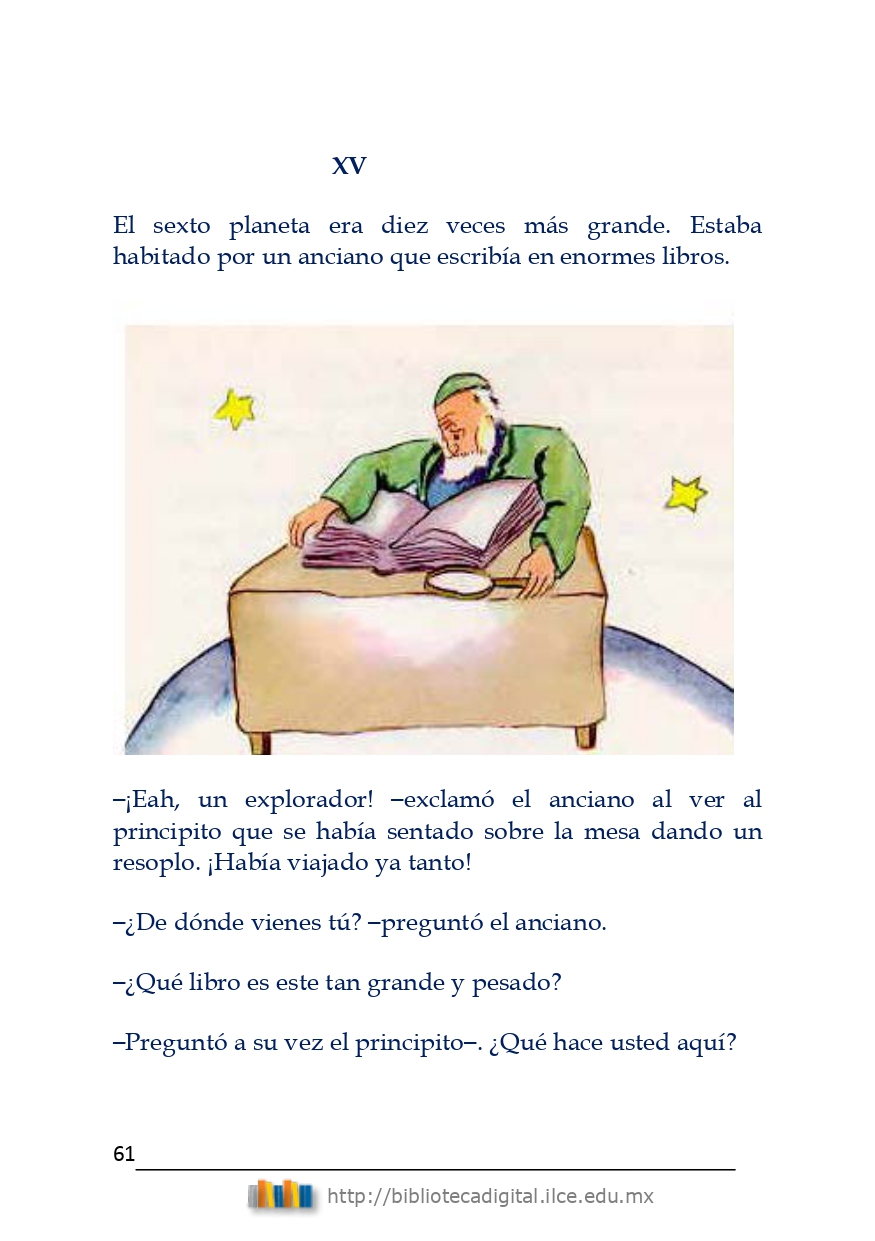 XV
El sexto planeta era diez veces más grande. Estaba
habitado por un anciano que escribía en enormes libros.
–¡Eah, un explorador! –exclamó el anciano al ver al
principito que se había sentado sobre la mesa dando un
resoplo. ¡Había viajado ya tanto!
–¿De dónde vienes tú? –preguntó el anciano.
–¿Qué libro es este tan grande y pesado?
–Preguntó a su vez el principito–. ¿Qué hace usted aquí?
61
http://bibliotecadigital.ilce.edu.mx